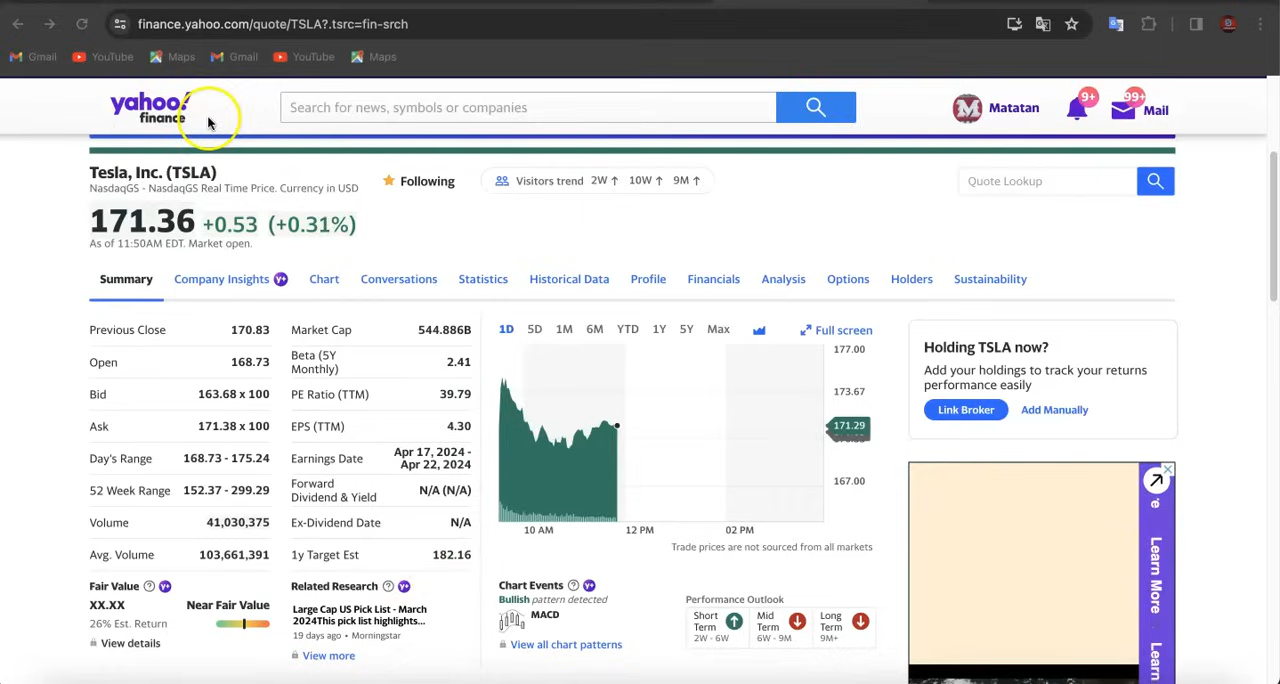 finance.yahoo.com/quote/TSLA?.tsrc=fin-srch
Gmail YouTube Maps Gmail YouTube Maps
yahoo!
finance
Search for news, symbols or companies
Matatan
9+
99+
Mail
Tesla, Inc. (TSLA)
NasdaqGS - NasdaqGS Real Time Price. Currency in USD
Following
Visitors trend 2W ↑ 10W ↑ 9M ↑
Quote Lookup
171.36 +0.53 (+0.31%)
As of 11:50AM EDT. Market open.
Summary Company Insights Y+ Chart Conversations Statistics Historical Data Profile Financials Analysis Options Holders Sustainability
Previous Close 170.83
Open 168.73
Bid 163.68 x 100
Ask 171.38 x 100
Day's Range 168.73 - 175.24
52 Week Range 152.37 - 299.29
Volume 41,030,375
Avg. Volume 103,661,391
Market Cap 544.886B
Beta (5Y
Monthly) 2.41
PE Ratio (TTM) 39.79
EPS (TTM) 4.30
Earnings Date Apr 17, 2024 -
Apr 22, 2024
Forward
Dividend & Yield N/A (N/A)
Ex-Dividend Date N/A
1y Target Est 182.16
Fair Value ? Y+
XX.XX Near Fair Value
26% Est. Return
View details
Related Research ? Y+
Large Cap US Pick List - March
2024This pick list highlights...
19 days ago • Morningstar
View more
1D 5D 1M 6M YTD 1Y 5Y Max Full screen
177.00
173.67
171.29
167.00
10 AM 12 PM 02 PM
Trade prices are not sourced from all markets
Chart Events ? Y+
Bullish pattern detected
MACD
View all chart patterns
Performance Outlook
Short
Term
2W - 6W
Mid
Term
6W - 9M
Long
Term
9M+
Holding TSLA now?
Add your holdings to track your returns
performance easily
Link Broker Add Manually
Learn More
Learn